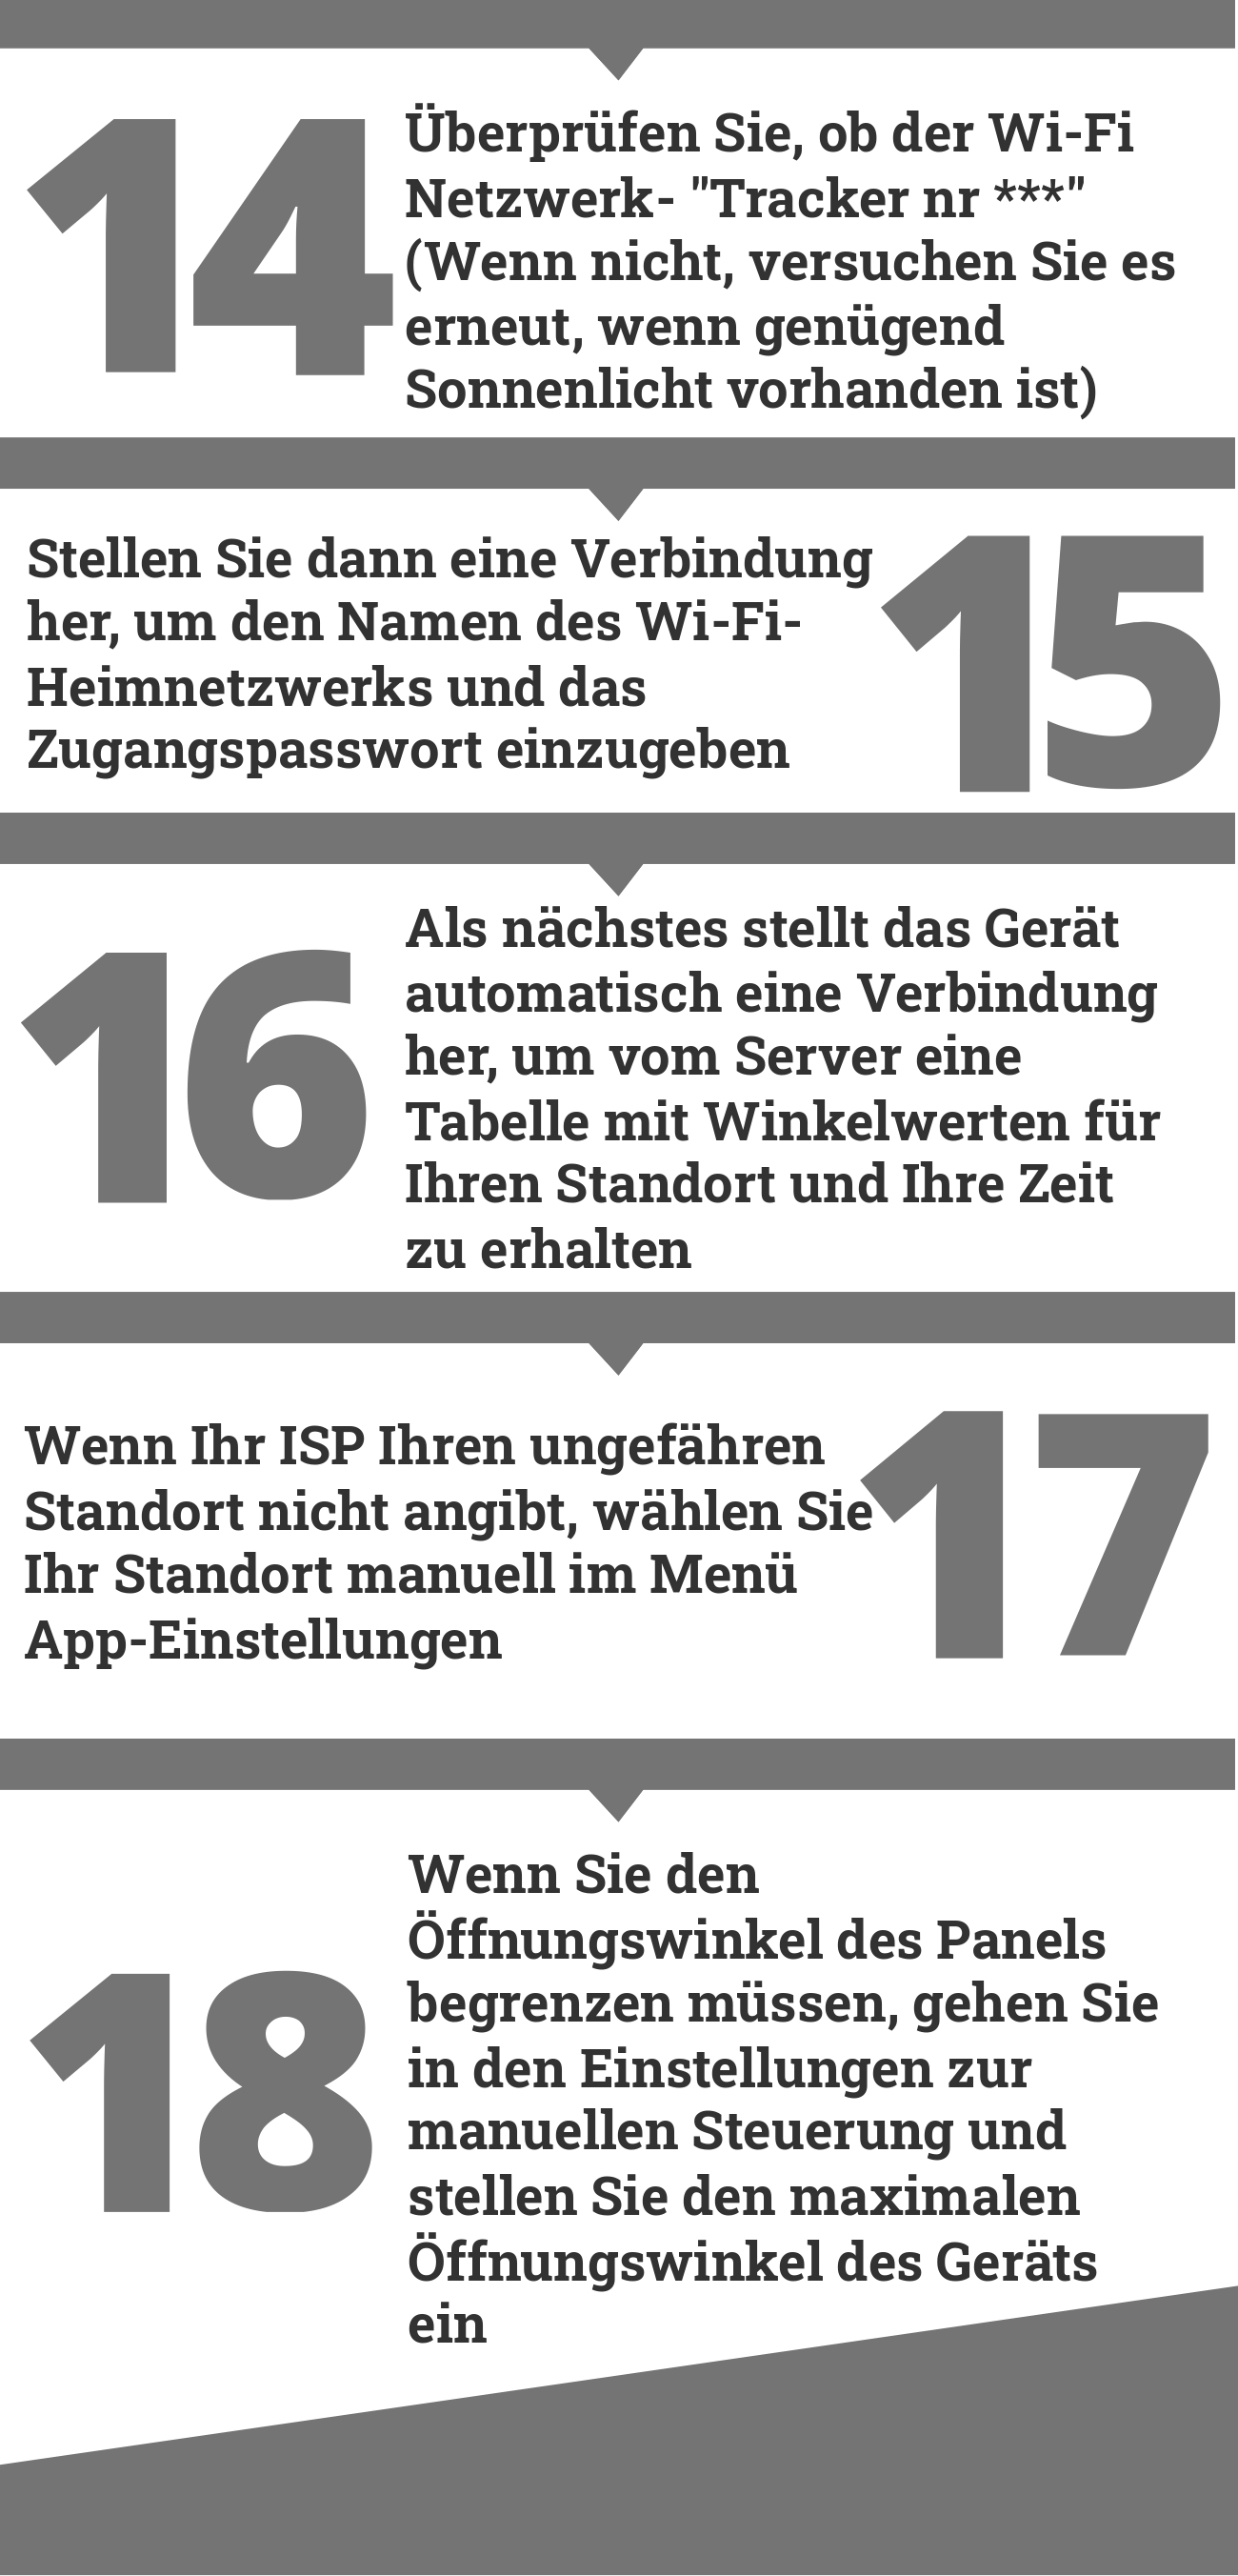 14
Überprüfen Sie, ob der Wi-Fi
Netzwerk- "Tracker nr ***"
(Wenn nicht, versuchen Sie es
erneut, wenn genügend
Sonnenlicht vorhanden ist)
Stellen Sie dann eine Verbindung
her, um den Namen des Wi-Fi-
Heimnetzwerks und das
Zugangspasswort einzugeben
15
16
Als nächstes stellt das Gerät
automatisch eine Verbindung
her, um vom Server eine
Tabelle mit Winkelwerten für
Ihren Standort und Ihre Zeit
zu erhalten
Wenn Ihr ISP Ihren ungefähren
Standort nicht angibt, wählen Sie
Ihr Standort manuell im Menü
App-Einstellungen
17
18
Wenn Sie den
Öffnungswinkel des Panels
begrenzen müssen, gehen Sie
in den Einstellungen zur
manuellen Steuerung und
stellen Sie den maximalen
Öffnungswinkel des Geräts
ein